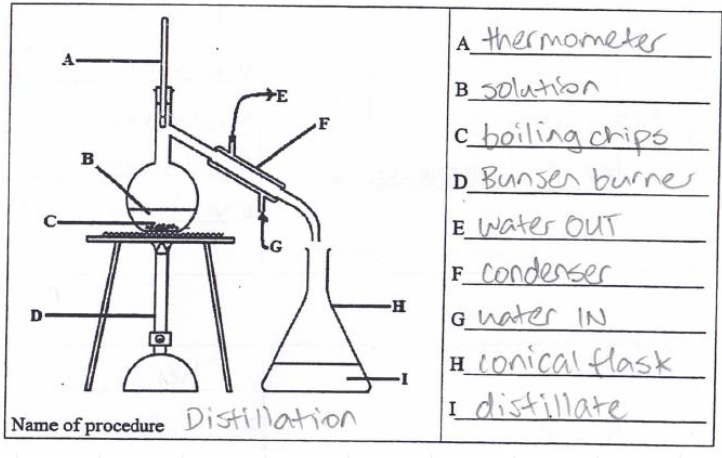 A
B
C
D
E
F
G
H
I
Name of procedure Distillation
A thermometer
B solution
C boiling chips
D Bunsen burner
E water OUT
F condenser
G water IN
H conical flask
I distillate